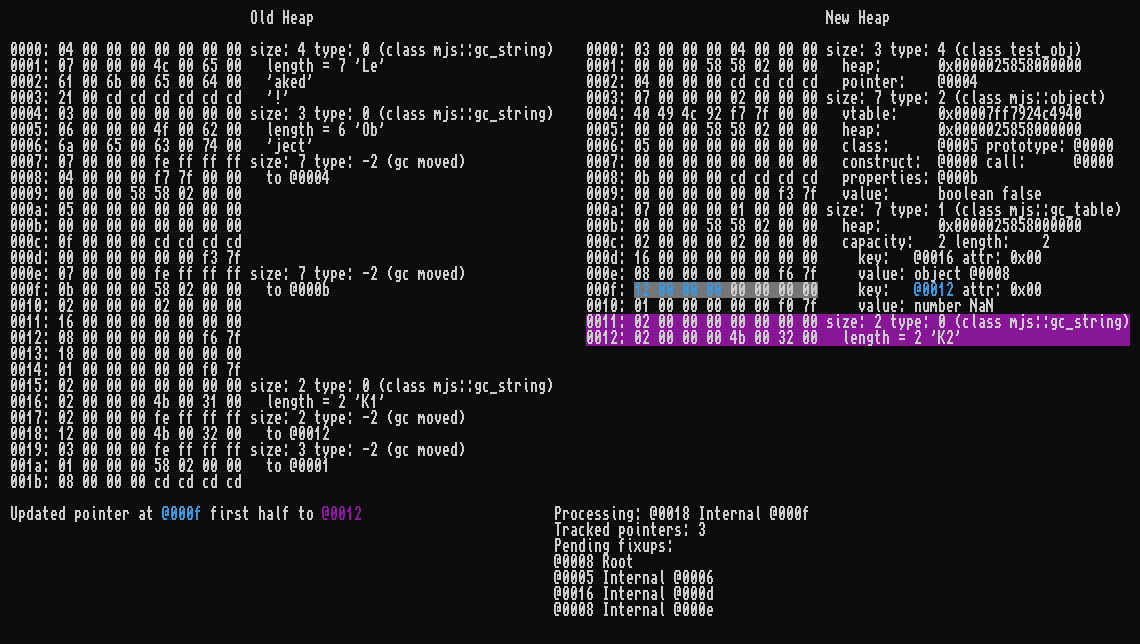 Old Heap
0000: 04 00 00 00 00 00 00 00 size: 4 type: 0 (class mjs::gc_string)
0001: 07 00 00 00 4c 00 65 00 length = 7 'Le'
0002: 61 00 6b 00 65 00 64 00 'aked'
0003: 21 00 cd cd cd cd cd cd '!'
0004: 03 00 00 00 00 00 00 00 size: 3 type: 0 (class mjs::gc_string)
0005: 06 00 00 00 4f 00 62 00 length = 6 'Ob'
0006: 6a 00 65 00 63 00 74 00 'ject'
0007: 07 00 00 00 fe ff ff ff size: 7 type: -2 (gc moved)
0008: 04 00 00 00 f7 7f 00 00 to @0004
0009: 00 00 00 58 58 02 00 00
000a: 05 00 00 00 00 00 00 00
000b: 00 00 00 00 00 00 00 00
000c: 0f 00 00 00 cd cd cd cd
000d: 00 00 00 00 00 00 f3 7f
000e: 07 00 00 00 fe ff ff ff size: 7 type: -2 (gc moved)
000f: 0b 00 00 00 58 02 00 00 to @000b
0010: 02 00 00 00 02 00 00 00
0011: 16 00 00 00 00 00 00 00
0012: 08 00 00 00 00 00 f6 7f
0013: 18 00 00 00 00 00 00 00
0014: 01 00 00 00 00 00 f0 7f
0015: 02 00 00 00 00 00 00 00 size: 2 type: 0 (class mjs::gc_string)
0016: 02 00 00 00 4b 00 31 00 length = 2 'K1'
0017: 02 00 00 00 fe ff ff ff size: 2 type: -2 (gc moved)
0018: 12 00 00 00 4b 00 32 00 to @0012
0019: 03 00 00 00 fe ff ff ff size: 3 type: -2 (gc moved)
001a: 01 00 00 00 58 02 00 00 to @0001
001b: 08 00 00 00 cd cd cd cd
Updated pointer at @000f first half to @0012
New Heap
0000: 03 00 00 00 04 00 00 00 size: 3 type: 4 (class test_obj)
0001: 00 00 00 58 58 02 00 00 heap: 0x0000025858000000
0002: 04 00 00 00 cd cd cd cd pointer: @0004
0003: 07 00 00 00 02 00 00 00 size: 7 type: 2 (class mjs::object)
0004: 40 49 4c 92 f7 7f 00 00 vtable: 0x00007ff7924c4940
0005: 00 00 00 58 58 02 00 00 heap: 0x0000025858000000
0006: 05 00 00 00 00 00 00 00 class: @0005 prototype: @0000
0007: 00 00 00 00 00 00 00 00 construct: @0000 call: @0000
0008: 0b 00 00 00 cd cd cd cd properties: @000b
0009: 00 00 00 00 00 00 f3 7f value: boolean false
000a: 07 00 00 00 01 00 00 00 size: 7 type: 1 (class mjs::gc_table)
000b: 00 00 00 58 58 02 00 00 heap: 0x0000025858000000
000c: 02 00 00 00 02 00 00 00 capacity: 2 length: 2
000d: 16 00 00 00 00 00 00 00 key: @0016 attr: 0x00
000e: 08 00 00 00 00 00 f6 7f value: object @0008
000f: 12 00 00 00 00 00 00 00 key: @0012 attr: 0x00
0010: 01 00 00 00 00 00 f0 7f value: number NaN
0011: 02 00 00 00 00 00 00 00 size: 2 type: 0 (class mjs::gc_string)
0012: 02 00 00 00 4b 00 32 00 length = 2 'K2'
Processing: @0018 Internal @000f
Tracked pointers: 3
Pending fixups:
@0008 Root
@0005 Internal @0006
@0016 Internal @000d
@0008 Internal @000e